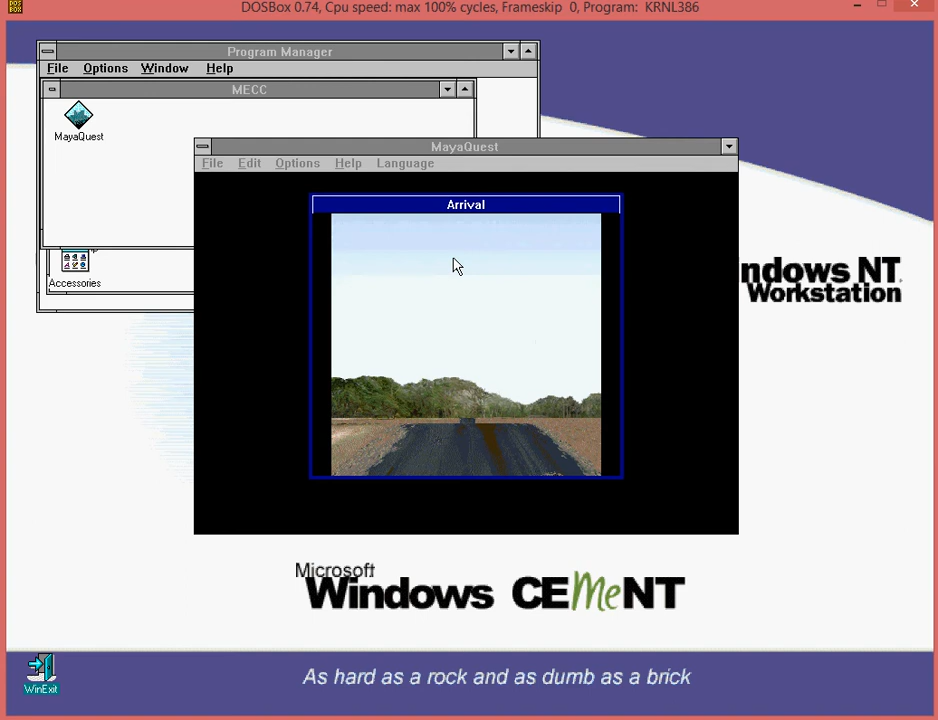 DOSBox 0.74, Cpu speed: max 100% cycles, Frameskip 0, Program: KRNL386
Program Manager
File Options Window Help
MECC
MayaQuest
MayaQuest
File Edit Options Help Language
Arrival
Accessories
ndows NT
Workstation
Microsoft
Windows CEMeNT
WinExit
As hard as a rock and as dumb as a brick